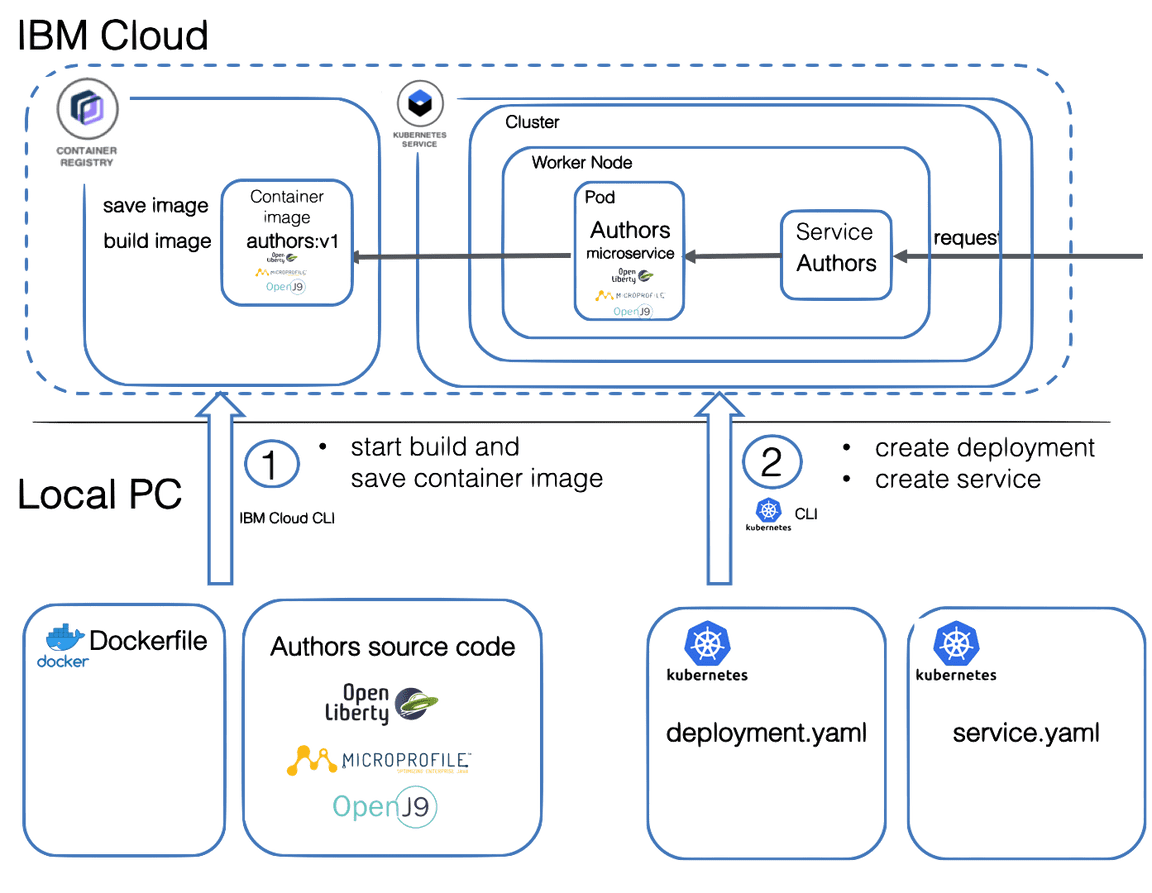 IBM Cloud
CONTAINER
REGISTRY
save image
build image
Container
image
authors:v1
Open
Liberty
MICROPROFILE
OpenJ9
KUBERNETES
SERVICE
Cluster
Worker Node
Pod
Authors
microservice
Open
Liberty
MICROPROFILE
OpenJ9
Service
Authors
request
1
• start build and
save container image
IBM Cloud CLI
2
• create deployment
• create service
kubernetes
CLI
Local PC
docker
Dockerfile
Authors source code
Open
Liberty
MICROPROFILE
OpenJ9
kubernetes
deployment.yaml
kubernetes
service.yaml